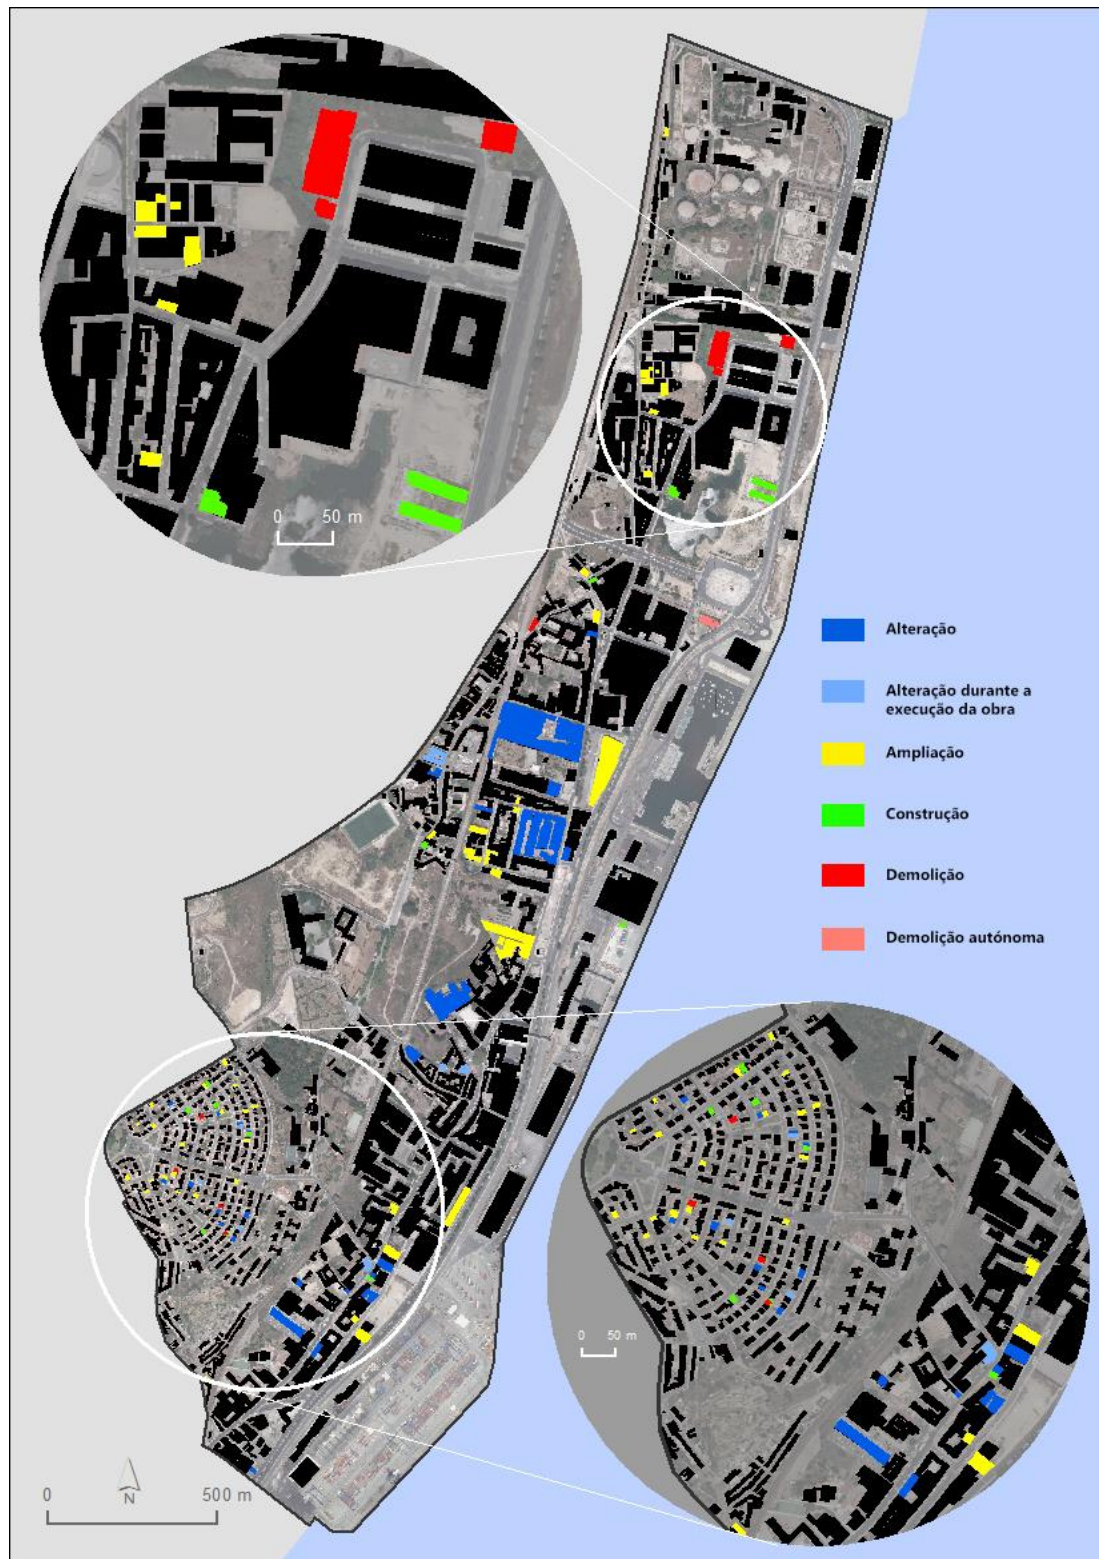 0 50 m
Alteração
Alteração durante a
execução da obra
Ampliação
Construção
Demolição
Demolição autónoma
0 50 m
N
0 500 m